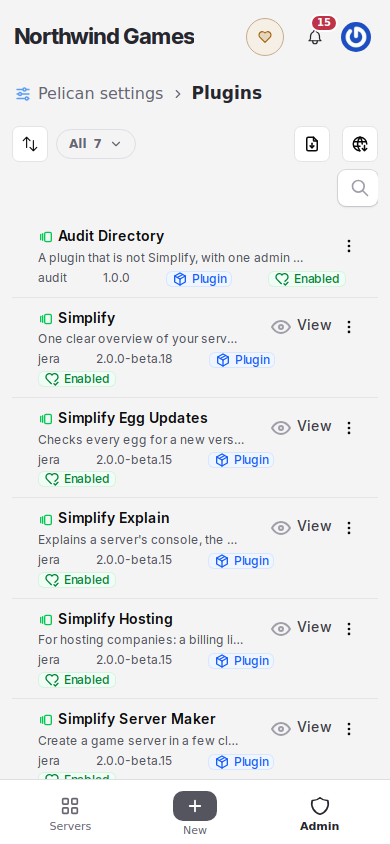 Northwind Games
15
Pelican settings > Plugins
All 7
Audit Directory
A plugin that is not Simplify, with one admin ...
audit 1.0.0 Plugin Enabled
Simplify
View
One clear overview of your serv...
jera 2.0.0-beta.18 Plugin
Enabled
Simplify Egg Updates
View
Checks every egg for a new vers...
jera 2.0.0-beta.15 Plugin
Enabled
Simplify Explain
View
Explains a server's console, the ...
jera 2.0.0-beta.15 Plugin
Enabled
Simplify Hosting
View
For hosting companies: a billing li...
jera 2.0.0-beta.15 Plugin
Enabled
Simplify Server Maker
View
Create a game server in a few cl...
jera 2.0.0-beta.15 Plugin
Enabled
Servers
New
Admin